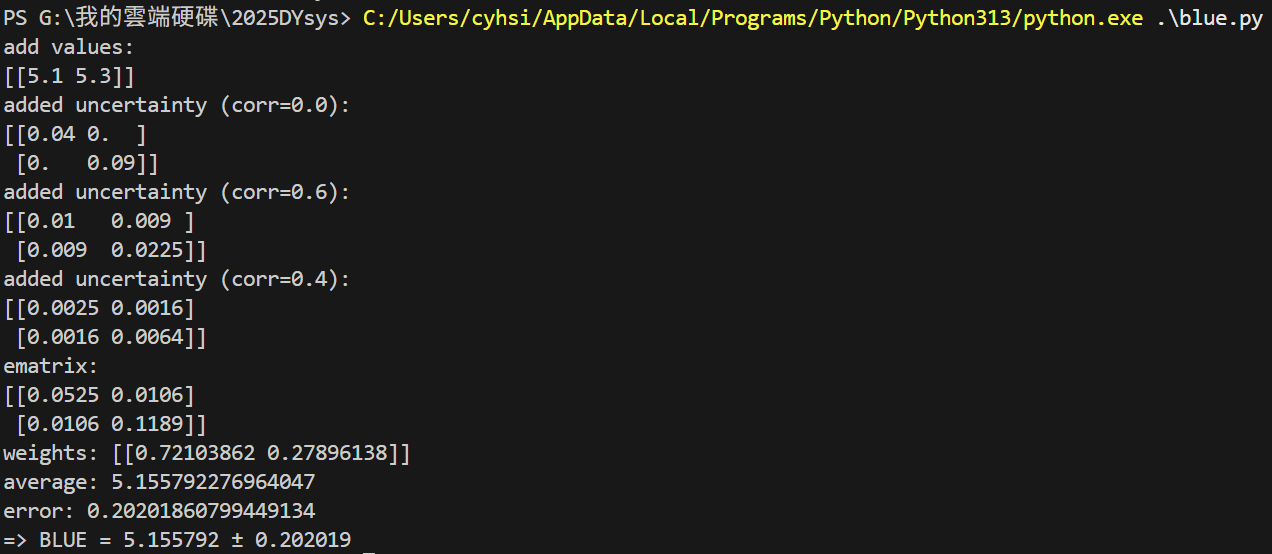 PS G:\我的雲端硬碟\2025DYsys> C:/Users/cyhsi/AppData/Local/Programs/Python/Python313/python.exe .\blue.py
add values:
[[5.1 5.3]]
added uncertainty (corr=0.0):
[[0.04 0.  ]
 [0.   0.09]]
added uncertainty (corr=0.6):
[[0.01   0.009 ]
 [0.009  0.0225]]
added uncertainty (corr=0.4):
[[0.0025 0.0016]
 [0.0016 0.0064]]
ematrix:
[[0.0525 0.0106]
 [0.0106 0.1189]]
weights: [[0.72103862 0.27896138]]
average: 5.155792276964047
error: 0.20201860799449134
=> BLUE = 5.155792 ± 0.202019